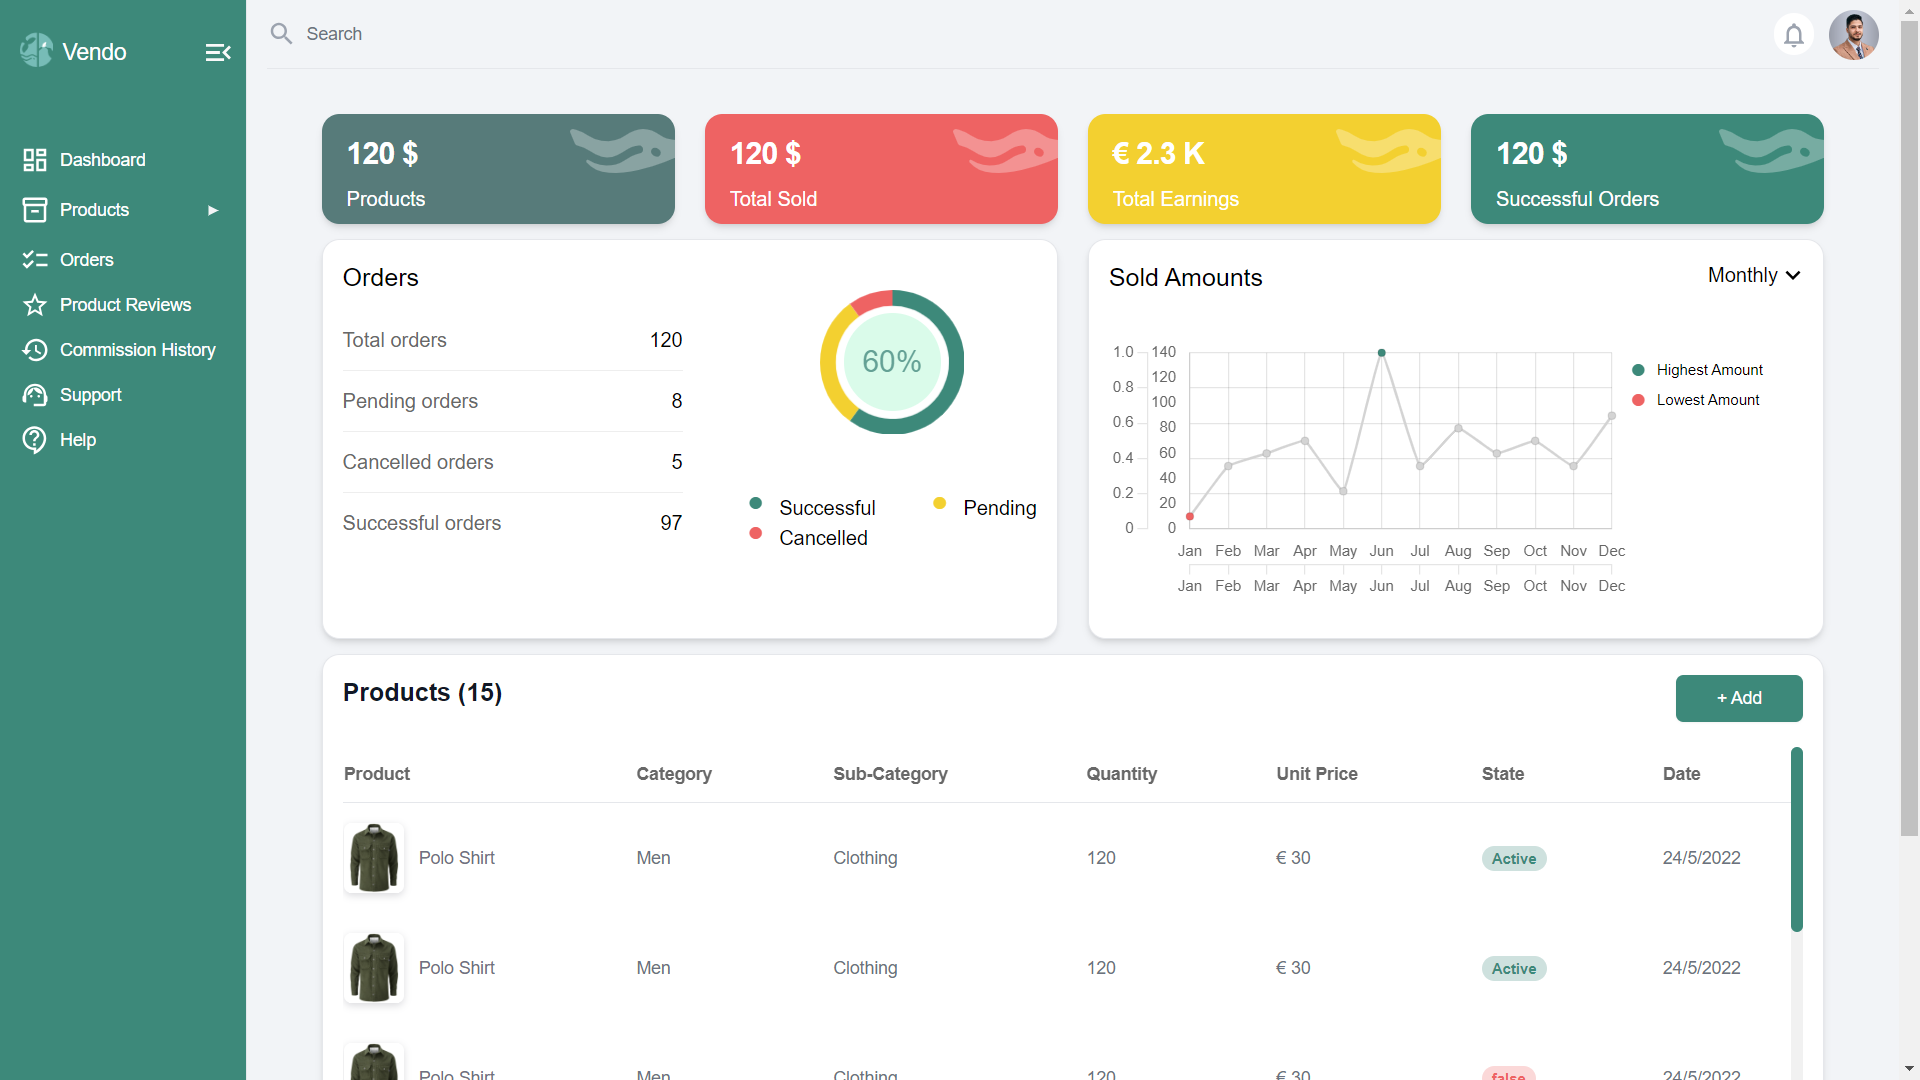 Vendo
Search
Dashboard
Products
Orders
Product Reviews
Commission History
Support
Help
120 $
Products
120 $
Total Sold
€ 2.3 K
Total Earnings
120 $
Successful Orders
Orders
Total orders 120
Pending orders 8
Cancelled orders 5
Successful orders 97
60%
Successful Pending
Cancelled
Sold Amounts
Monthly
1.0 140
120
0.8
100
0.6 80
60
0.4
40
0.2
20
0 0
Jan Feb Mar Apr May Jun Jul Aug Sep Oct Nov Dec
Jan Feb Mar Apr May Jun Jul Aug Sep Oct Nov Dec
Highest Amount
Lowest Amount
Products (15)
+ Add
Product Category Sub-Category Quantity Unit Price State Date
Polo Shirt Men Clothing 120 € 30 Active 24/5/2022
Polo Shirt Men Clothing 120 € 30 Active 24/5/2022
Polo Shirt Men Clothing 120 € 30 false 24/5/2022